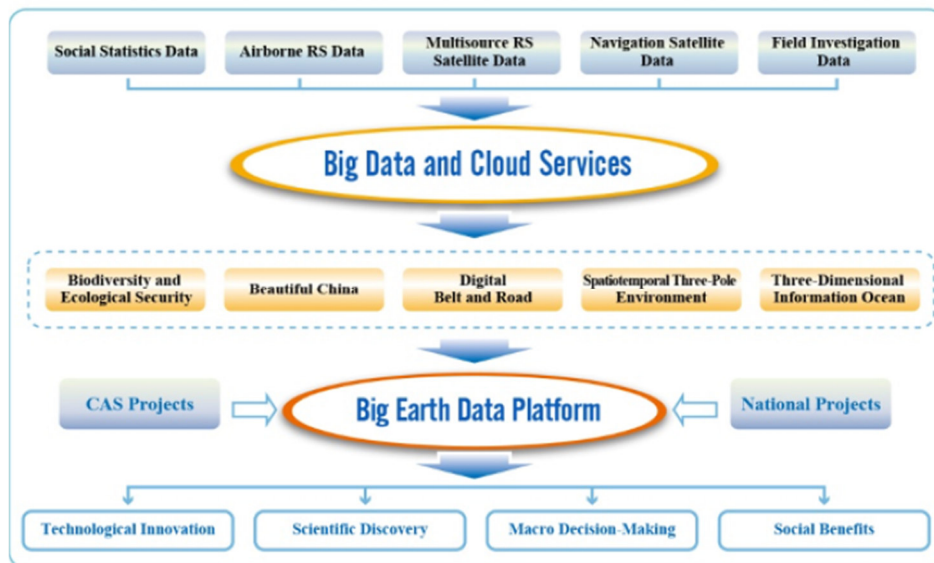 Social Statistics Data
Airborne RS Data
Multisource RS
Satellite Data
Navigation Satellite
Data
Field Investigation
Data
Big Data and Cloud Services
Biodiversity and
Ecological Security
Beautiful China
Digital
Belt and Road
Spatiotemporal Three-Pole
Environment
Three-Dimensional
Information Ocean
CAS Projects
Big Earth Data Platform
National Projects
Technological Innovation
Scientific Discovery
Macro Decision-Making
Social Benefits